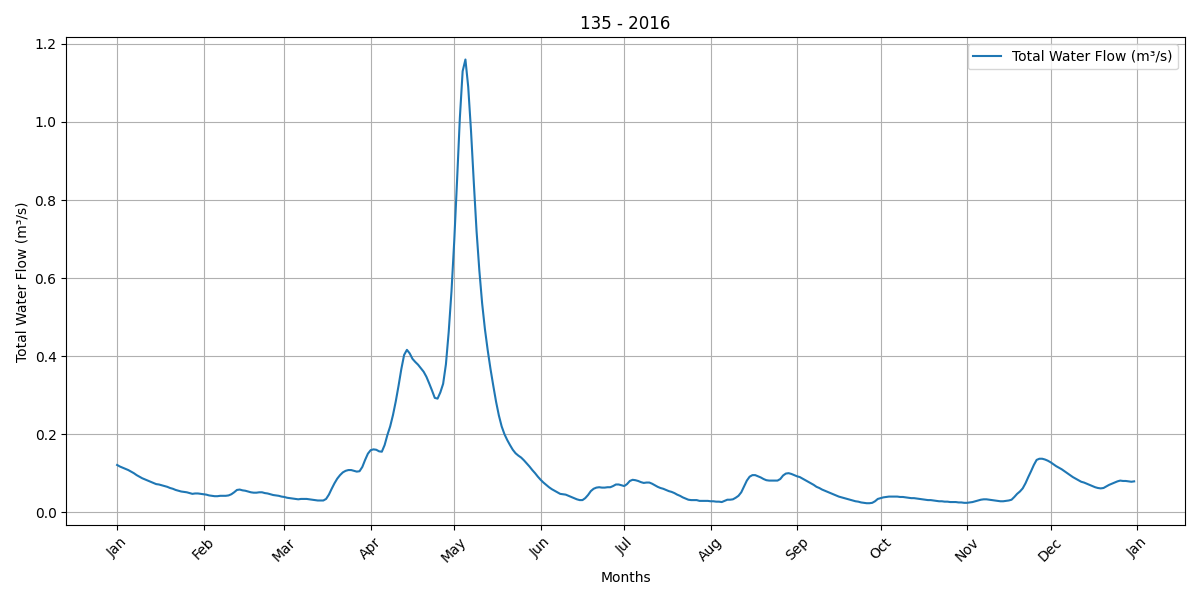 135 - 2016
Total Water Flow (m³/s)
Total Water Flow (m³/s)
1.2
1.0
0.8
0.6
0.4
0.2
0.0
Jan
Feb
Mar
Apr
May
Jun
Jul
Aug
Sep
Oct
Nov
Dec
Jan
Months